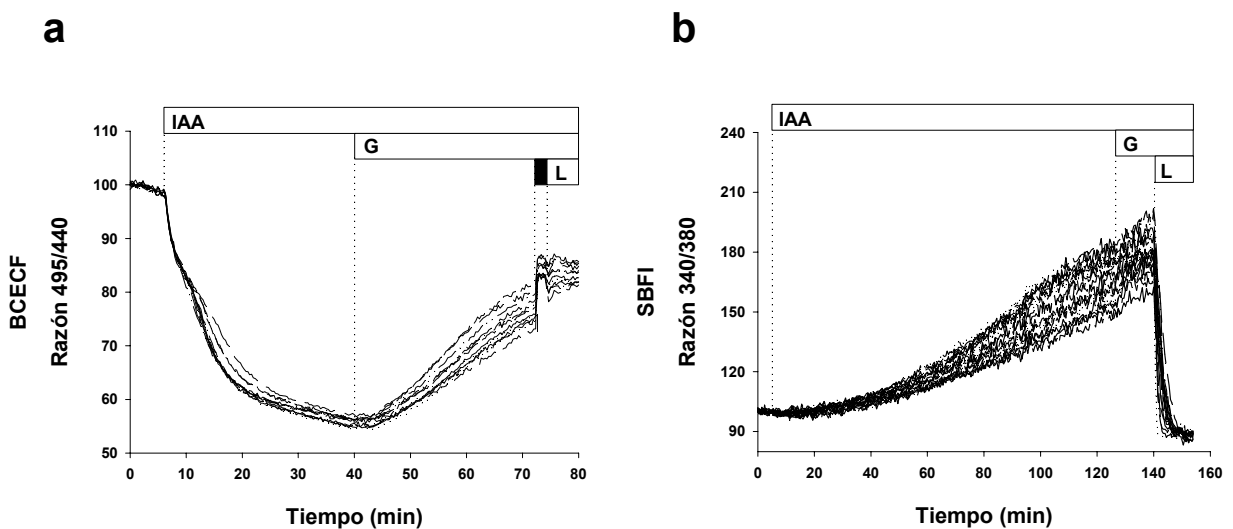 a
IAA
G
L
110
100
90
80
70
60
50
0 10 20 30 40 50 60 70 80
BCECF
Razón 495/440
Tiempo (min)
b
IAA
G
L
240
210
180
150
120
90
0 20 40 60 80 100 120 140 160
SBFI
Razón 340/380
Tiempo (min)